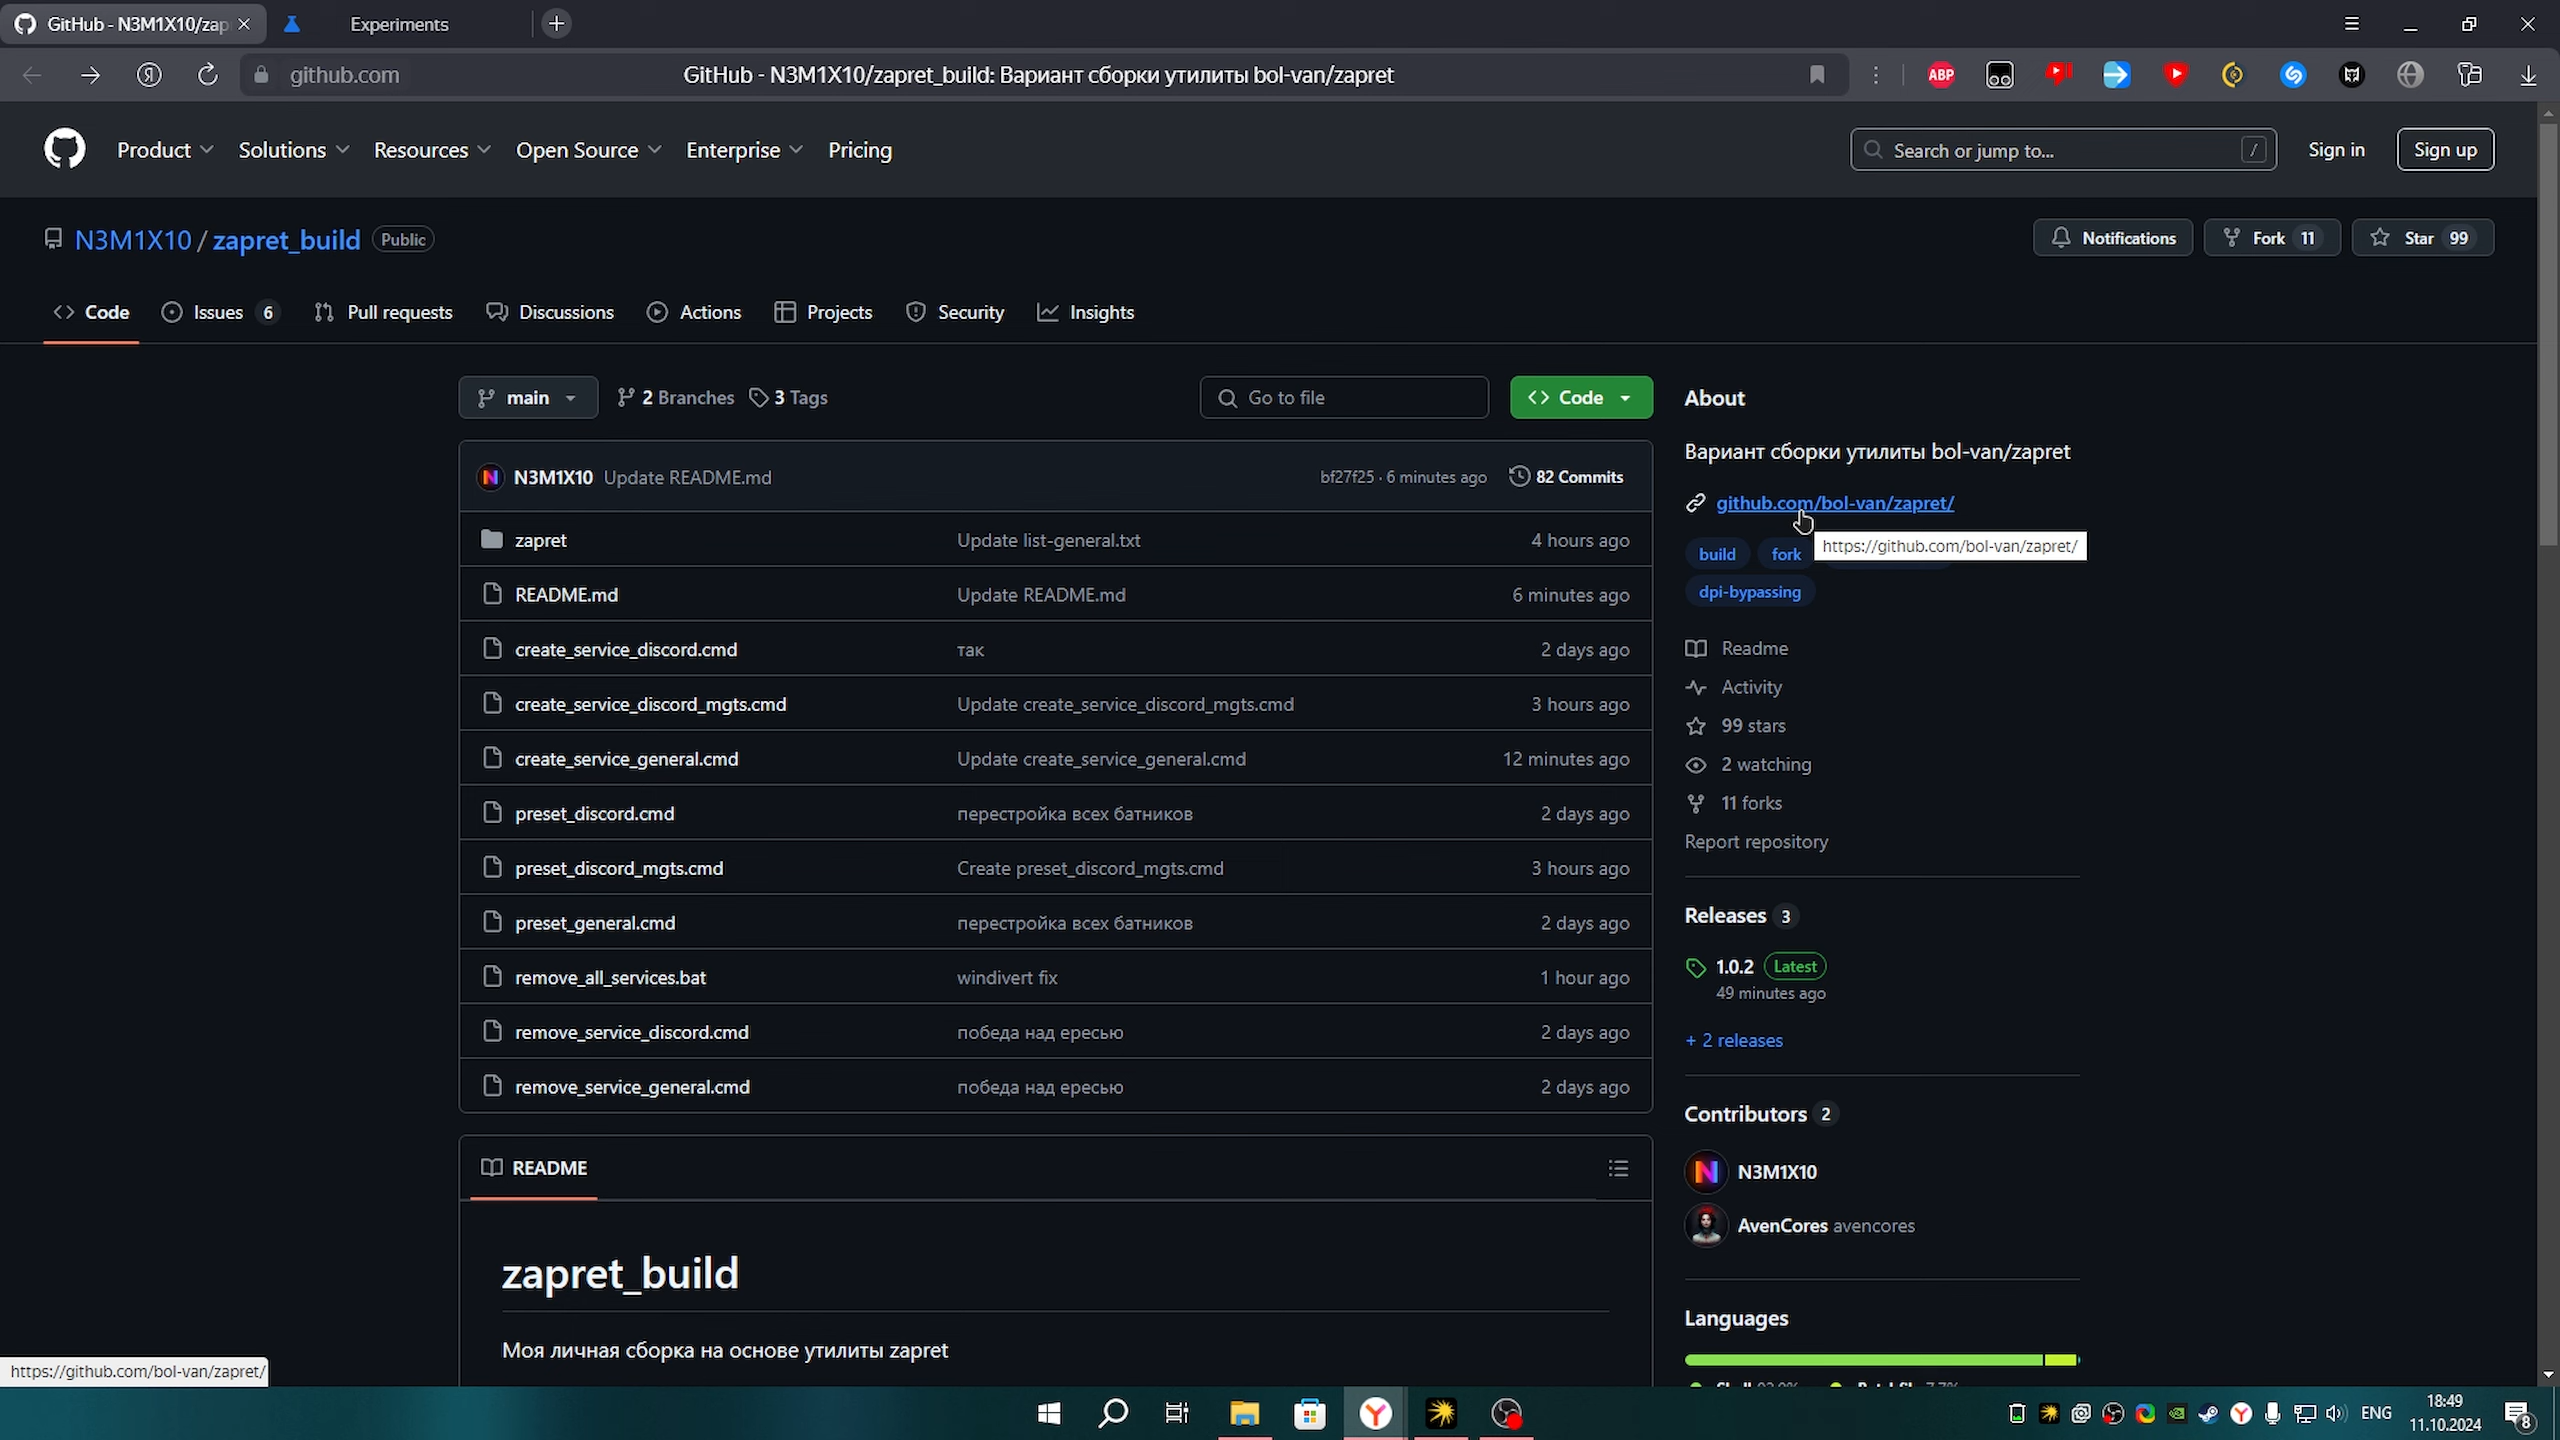 GitHub - N3M1X10/zap
Experiments
github.com
GitHub - N3M1X10/zapret_build: Вариант сборки утилиты bol-van/zapret
ABP
Product
Solutions
Resources
Open Source
Enterprise
Pricing
Search or jump to...
/
Sign in
Sign up
N3M1X10 / zapret_build
Public
Notifications
Fork 11
Star 99
Code
Issues 6
Pull requests
Discussions
Actions
Projects
Security
Insights
main
2 Branches
3 Tags
Go to file
Code
N3M1X10 Update README.md bf27f25 · 6 minutes ago 82 Commits
zapret Update list-general.txt 4 hours ago
README.md Update README.md 6 minutes ago
create_service_discord.cmd так 2 days ago
create_service_discord_mgts.cmd Update create_service_discord_mgts.cmd 3 hours ago
create_service_general.cmd Update create_service_general.cmd 12 minutes ago
preset_discord.cmd перестройка всех батников 2 days ago
preset_discord_mgts.cmd Create preset_discord_mgts.cmd 3 hours ago
preset_general.cmd перестройка всех батников 2 days ago
remove_all_services.bat windivert fix 1 hour ago
remove_service_discord.cmd победа над ересью 2 days ago
remove_service_general.cmd победа над ересью 2 days ago
README
zapret_build
Моя личная сборка на основе утилиты zapret
About
Вариант сборки утилиты bol-van/zapret
github.com/bol-van/zapret/
https://github.com/bol-van/zapret/
build
fork
dpi-bypassing
Readme
Activity
99 stars
2 watching
11 forks
Report repository
Releases 3
1.0.2 Latest
49 minutes ago
+ 2 releases
Contributors 2
N3M1X10
AvenCores avencores
Languages
https://github.com/bol-van/zapret/
ENG
18:49
11.10.2024
8